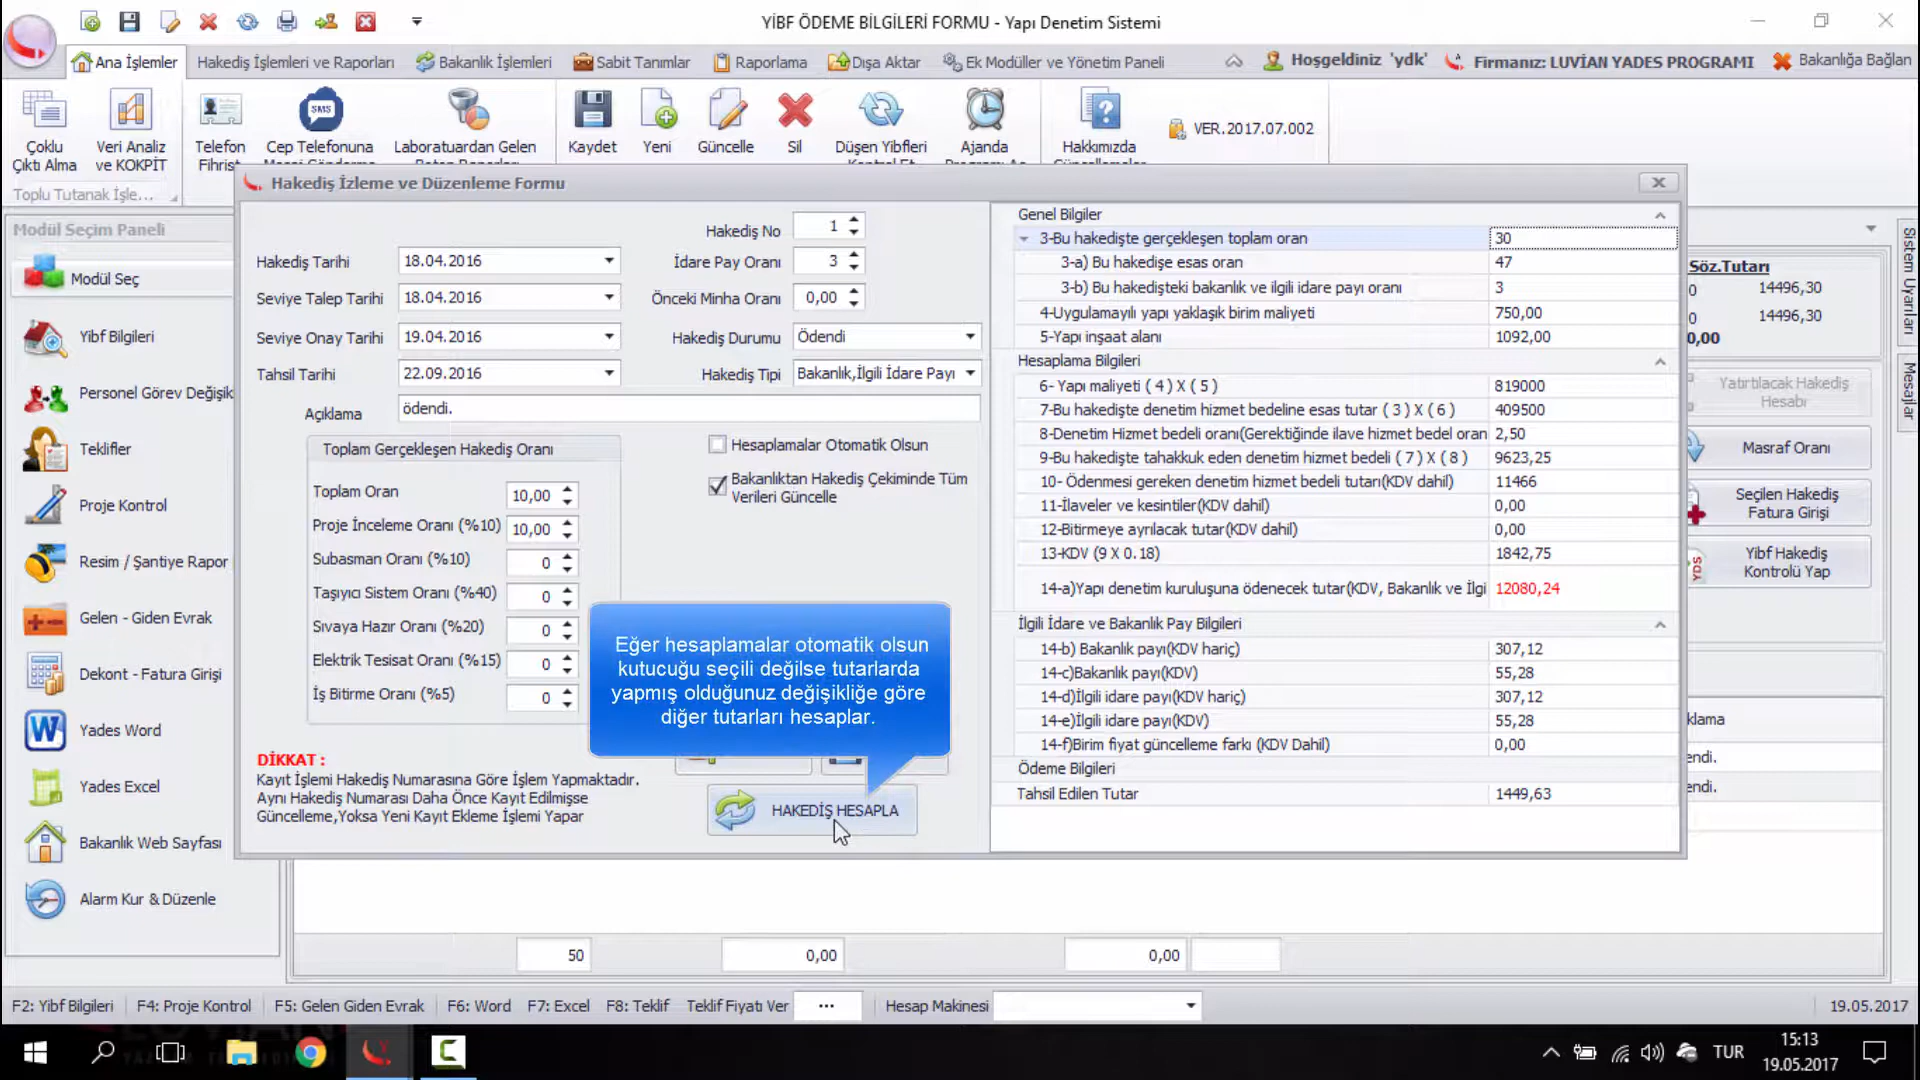 YİBF ÖDEME BİLGİLERİ FORMU - Yapı Denetim Sistemi
Ana İşlemler
Hakediş İşlemleri ve Raporları
Bakanlık İşlemleri
Sabit Tanımlar
Raporlama
Dışa Aktar
Ek Modüller ve Yönetim Paneli
Hoşgeldiniz 'ydk'
Firmanız: LUVİAN YADES PROGRAMI
Bakanlığa Bağlan
Çoklu
Çıktı Alma
Veri Analiz
ve KOKPİT
Telefon
Fihrist
SMS
Cep Telefonuna
Laboratuardan Gelen
Kaydet
Yeni
Güncelle
Sil
Düşen Yibfleri
Ajanda
Hakkımızda
VER.2017.07.002
Toplu Tutanak İşle...
Modül Seçim Paneli
Modül Seç
Yibf Bilgileri
Personel Görev Değişik
Teklifler
Proje Kontrol
Resim / Şantiye Rapor
Gelen - Giden Evrak
Dekont - Fatura Girişi
Yades Word
Yades Excel
Bakanlık Web Sayfası
Alarm Kur & Düzenle
Hakediş İzleme ve Düzenleme Formu
Hakediş No 1
Hakediş Tarihi 18.04.2016
İdare Pay Oranı 3
Seviye Talep Tarihi 18.04.2016
Önceki Minha Oranı 0,00
Seviye Onay Tarihi 19.04.2016
Hakediş Durumu Ödendi
Tahsil Tarihi 22.09.2016
Hakediş Tipi Bakanlık,İlgili İdare Payı
Açıklama ödendi.
Toplam Gerçekleşen Hakediş Oranı
Toplam Oran 10,00
Proje İnceleme Oranı (%10) 10,00
Subasman Oranı (%10) 0
Taşıyıcı Sistem Oranı (%40) 0
Sıvaya Hazır Oranı (%20) 0
Elektrik Tesisat Oranı (%15) 0
İş Bitirme Oranı (%5) 0
Hesaplamalar Otomatik Olsun
Bakanlıktan Hakediş Çekiminde Tüm
Verileri Güncelle
Eğer hesaplamalar otomatik olsun
kutucuğu seçili değilse tutarlarda
yapmış olduğunuz değişikliğe göre
diğer tutarları hesaplar.
DİKKAT :
Kayıt İşlemi Hakediş Numarasına Göre İşlem Yapmaktadır.
Aynı Hakediş Numarası Daha Önce Kayıt Edilmişse
Güncelleme,Yoksa Yeni Kayıt Ekleme İşlemi Yapar
HAKEDİŞ HESAPLA
Genel Bilgiler
3-Bu hakedişte gerçekleşen toplam oran 30
3-a) Bu hakedişe esas oran 47
3-b) Bu hakedişteki bakanlık ve ilgili idare payı oranı 3
4-Uygulamayılı yapı yaklaşık birim maliyeti 750,00
5-Yapı inşaat alanı 1092,00
Hesaplama Bilgileri
6- Yapı maliyeti ( 4 ) X ( 5 ) 819000
7-Bu hakedişte denetim hizmet bedeline esas tutar ( 3 ) X ( 6 ) 409500
8-Denetim Hizmet bedeli oranı(Gerektiğinde ilave hizmet bedel oran 2,50
9-Bu hakedişte tahakkuk eden denetim hizmet bedeli ( 7 ) X ( 8 ) 9623,25
10- Ödenmesi gereken denetim hizmet bedeli tutarı(KDV dahil) 11466
11-İlaveler ve kesintiler(KDV dahil) 0,00
12-Bitirmeye ayrılacak tutar(KDV dahil) 0,00
13-KDV (9 X 0.18) 1842,75
14-a)Yapı denetim kuruluşuna ödenecek tutar(KDV, Bakanlık ve İlgi 12080,24
İlgili İdare ve Bakanlık Pay Bilgileri
14-b) Bakanlık payı(KDV hariç) 307,12
14-c)Bakanlık payı(KDV) 55,28
14-d)İlgili idare payı(KDV hariç) 307,12
14-e)İlgili idare payı(KDV) 55,28
14-f)Birim fiyat güncelleme farkı (KDV Dahil) 0,00
Ödeme Bilgileri
Tahsil Edilen Tutar 1449,63
Söz.Tutarı
0 14496,30
0 14496,30
0,00
Yatırtılacak Hakediş
Hesabı
Masraf Oranı
Seçilen Hakediş
Fatura Girişi
YDS
Yibf Hakediş
Kontrolü Yap
klama
endi.
endi.
Sistem Uyarıları
Mesajlar
50
0,00
0,00
F2: Yibf Bilgileri
F4: Proje Kontrol
F5: Gelen Giden Evrak
F6: Word
F7: Excel
F8: Teklif
Teklif Fiyatı Ver
...
Hesap Makinesi
19.05.2017
TUR
15:13
19.05.2017